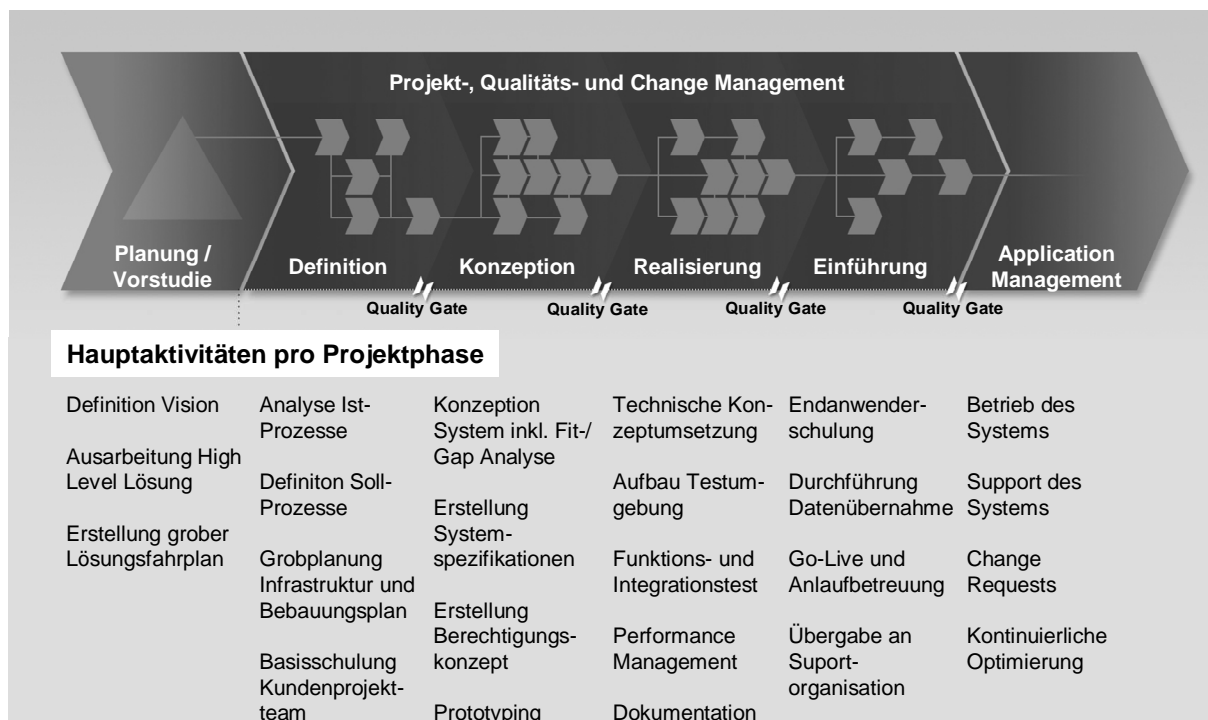 Projekt-, Qualitäts- und Change Management
Planung /
Vorstudie
Definition
Konzeption
Realisierung
Einführung
Application
Management
Quality Gate
Quality Gate
Quality Gate
Quality Gate
Hauptaktivitäten pro Projektphase
Definition Vision
Ausarbeitung High
Level Lösung
Erstellung grober
Lösungsfahrplan
Analyse Ist-
Prozesse
Definiton Soll-
Prozesse
Grobplanung
Infrastruktur und
Bebauungsplan
Basisschulung
Kundenprojekt-
team
Konzeption
System inkl. Fit-/
Gap Analyse
Erstellung
System-
spezifikationen
Erstellung
Berechtigungs-
konzept
Prototyping
Technische Kon-
zeptumsetzung
Aufbau Testum-
gebung
Funktions- und
Integrationstest
Performance
Management
Dokumentation
Endanwender-
schulung
Durchführung
Datenübernahme
Go-Live und
Anlaufbetreuung
Übergabe an
Suport-
organisation
Betrieb des
Systems
Support des
Systems
Change
Requests
Kontinuierliche
Optimierung